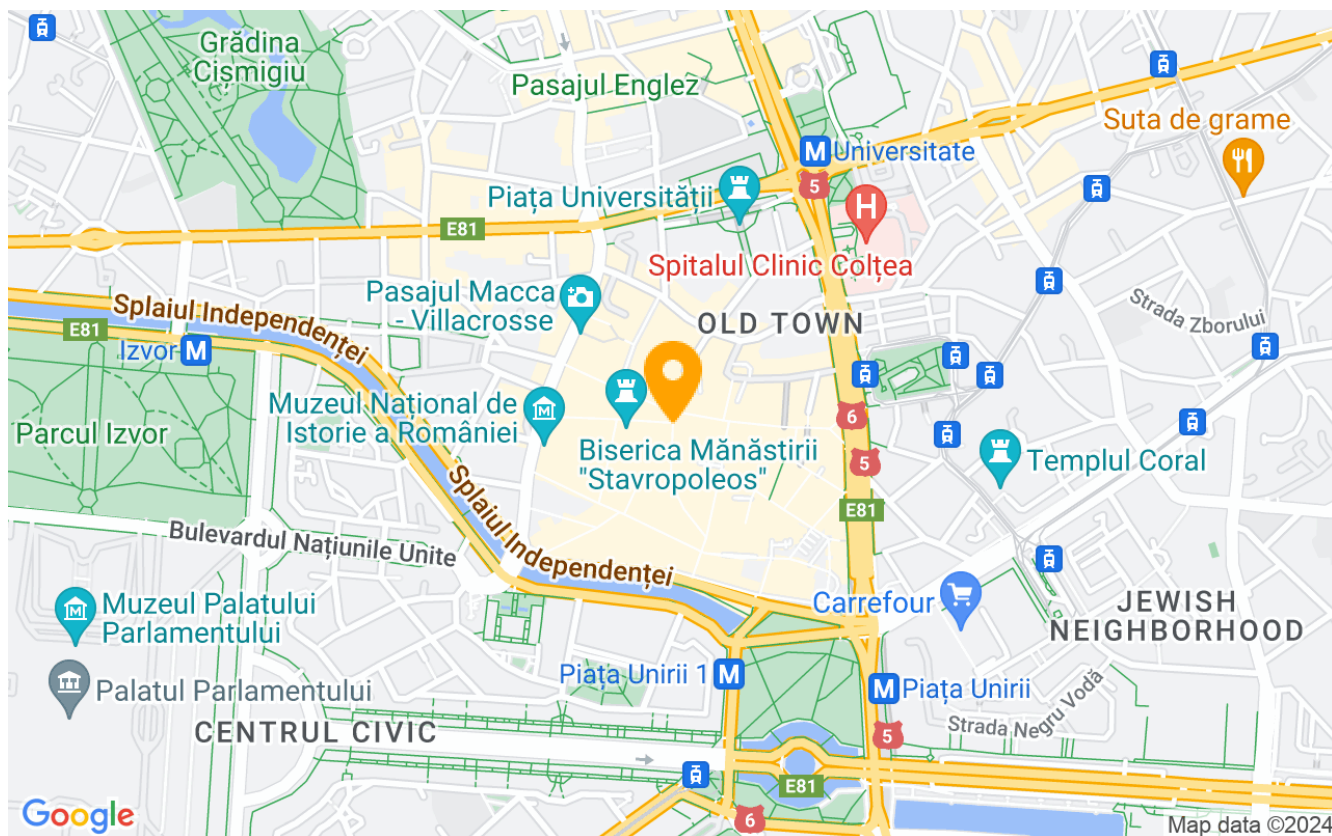 Grădina
Cișmigiu
Pasajul Englez
Suta de grame
M Universitate
5
Piața Universității
H
E81
Spitalul Clinic Colțea
Pasajul Macca
- Villacrosse
Splaiul Independenței
OLD TOWN
Strada Zborului
E81
Izvor M
Muzeul Național de
Istorie a României
M
6
Parcul Izvor
Biserica Mănăstirii
"Stavropoleos"
5
Templul Coral
Splaiul Independenței
E81
Bulevardul Națiunile Unite
Muzeul Palatului
Parlamentului
M
Carrefour
JEWISH
NEIGHBORHOOD
Piața Unirii 1 M
M Piața Unirii
Palatul Parlamentului
Strada Negru Vodă
CENTRUL CIVIC
5
E81
6
Google
Map data ©2024